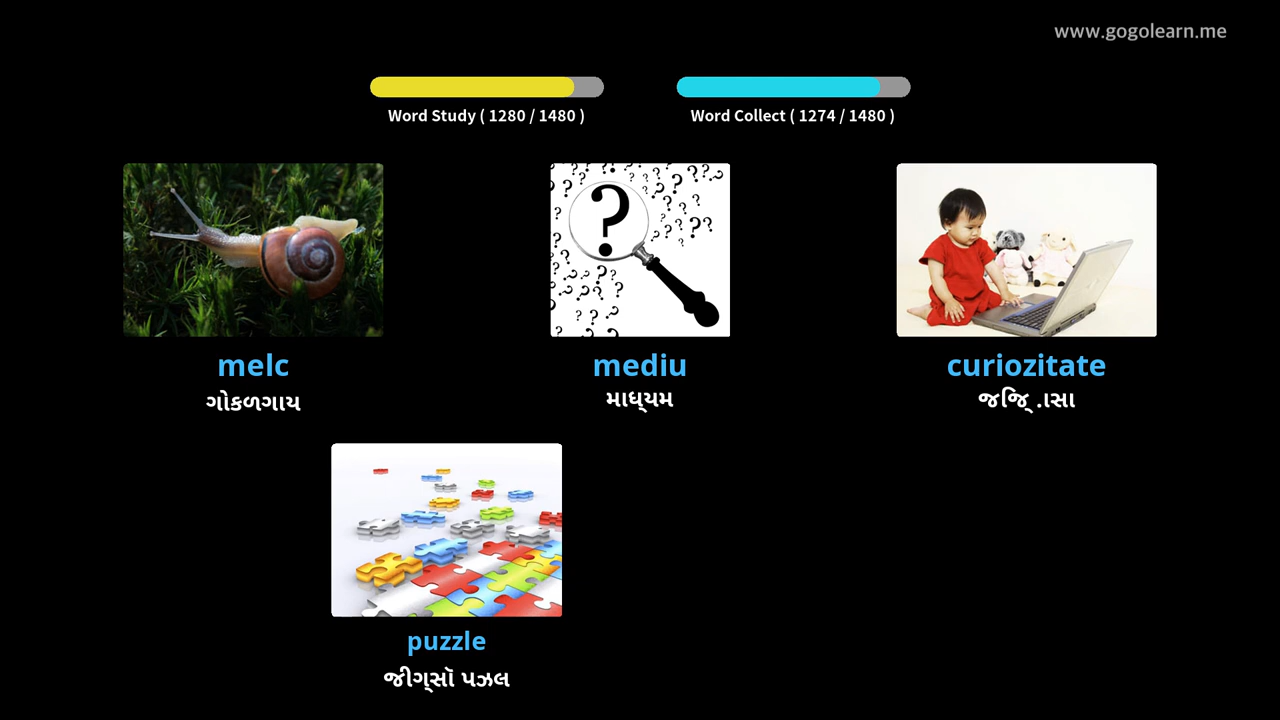 www.gogolearn.me
Word Study ( 1280 / 1480 )
Word Collect ( 1274 / 1480 )
melc
ગોકળગાય
mediu
માધ્યમ
curiozitate
જજિ્ .ાસા
puzzle
જીગ્સૉ પઝલ